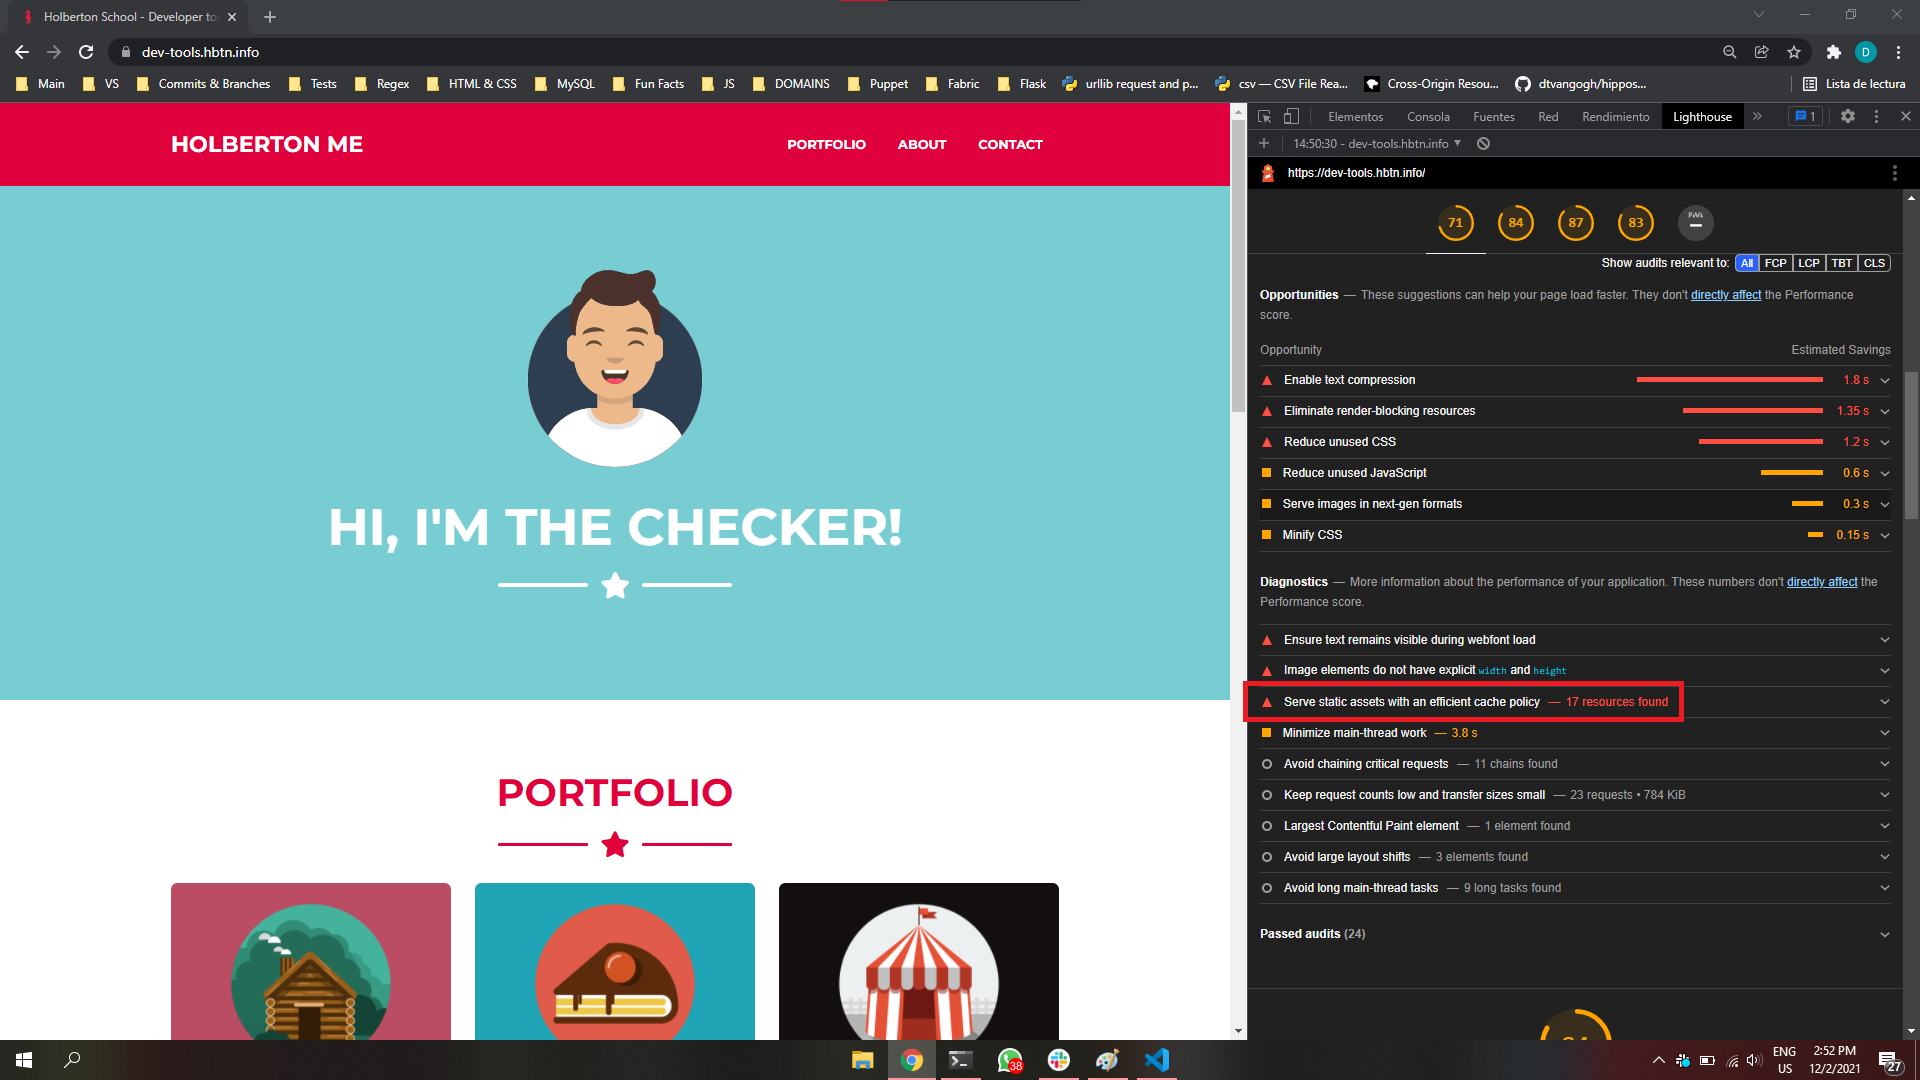 Holberton School - Developer to
dev-tools.hbtn.info
D
Main
VS
Commits & Branches
Tests
Regex
HTML & CSS
MySQL
Fun Facts
JS
DOMAINS
Puppet
Fabric
Flask
urllib request and p...
csv — CSV File Rea...
Cross-Origin Resou...
dtvangogh/hippos...
Lista de lectura
HOLBERTON ME
PORTFOLIO
ABOUT
CONTACT
HI, I'M THE CHECKER!
PORTFOLIO
Elementos
Consola
Fuentes
Red
Rendimiento
Lighthouse
1
14:50:30 - dev-tools.hbtn.info
https://dev-tools.hbtn.info/
71
84
87
83
PWA
Show audits relevant to: All FCP LCP TBT CLS
Opportunities — These suggestions can help your page load faster. They don't directly affect the Performance
score.
Opportunity Estimated Savings
Enable text compression 1.8 s
Eliminate render-blocking resources 1.35 s
Reduce unused CSS 1.2 s
Reduce unused JavaScript 0.6 s
Serve images in next-gen formats 0.3 s
Minify CSS 0.15 s
Diagnostics — More information about the performance of your application. These numbers don't directly affect the
Performance score.
Ensure text remains visible during webfont load
Image elements do not have explicit width and height
Serve static assets with an efficient cache policy — 17 resources found
Minimize main-thread work — 3.8 s
Avoid chaining critical requests — 11 chains found
Keep request counts low and transfer sizes small — 23 requests • 784 KiB
Largest Contentful Paint element — 1 element found
Avoid large layout shifts — 3 elements found
Avoid long main-thread tasks — 9 long tasks found
Passed audits (24)
38
ENG
US
2:52 PM
12/2/2021
27